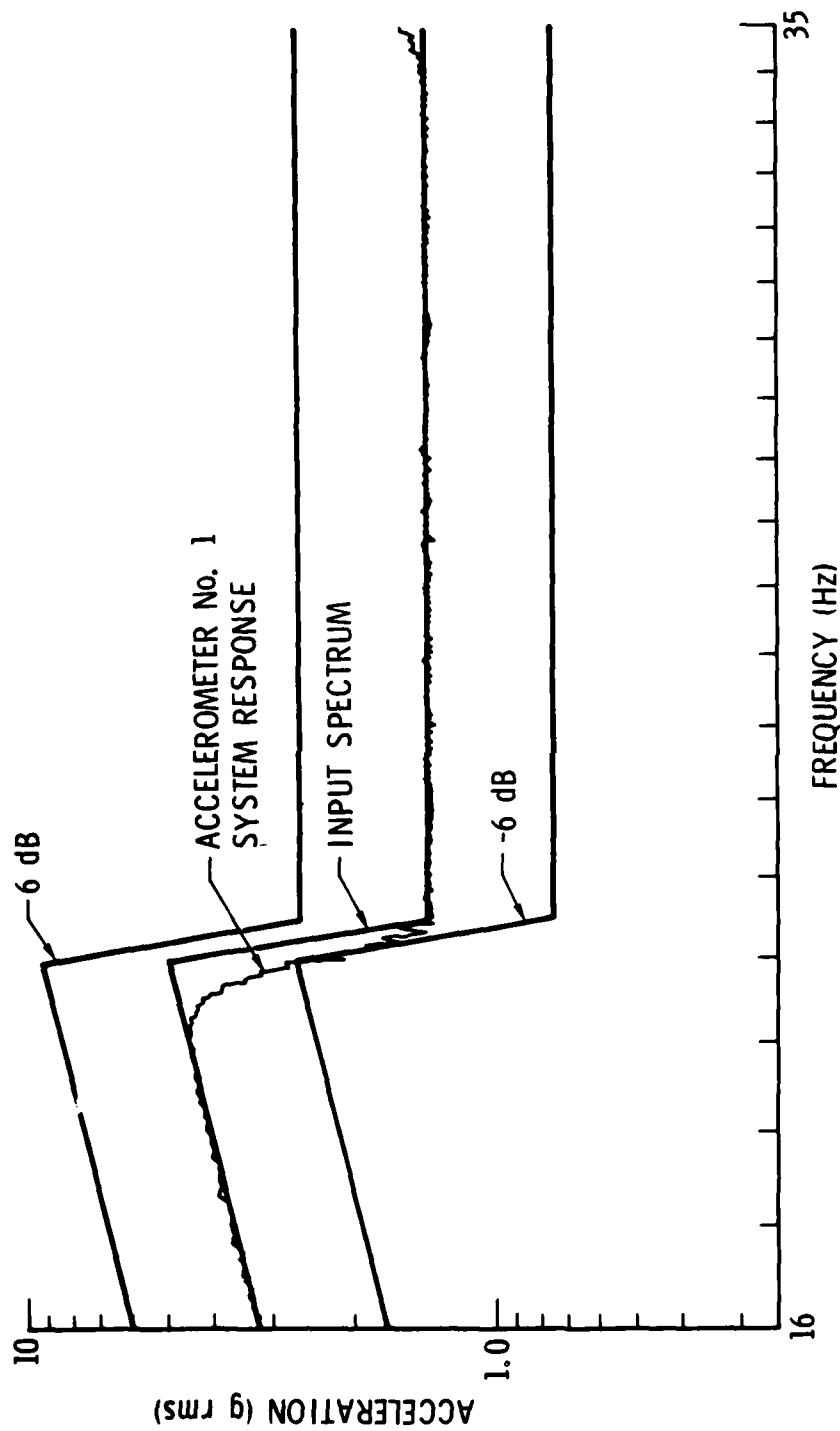 10
1.0
ACCELERATION (g rms)
6 dB
ACCELEROMETER No. 1
SYSTEM RESPONSE
INPUT SPECTRUM
-6 dB
16
35
FREQUENCY (Hz)